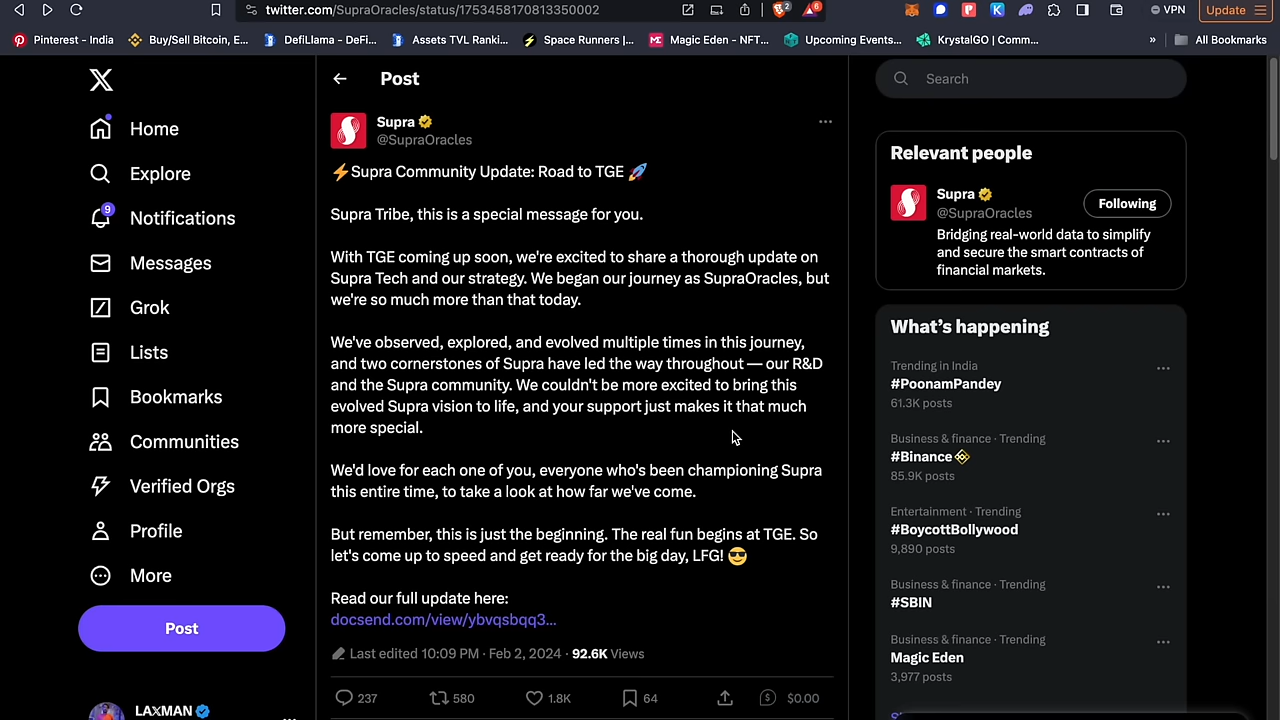 twitter.com/SupraOracles/status/1753458170813350002
2
6
VPN
Update
Pinterest - India
Buy/Sell Bitcoin, E...
DefiLlama - DeFi...
Assets TVL Ranki...
Space Runners |...
Magic Eden - NFT...
Upcoming Events...
KrystalGO | Comm...
»
All Bookmarks
Home
Explore
9
Notifications
Messages
Grok
Lists
Bookmarks
Communities
Verified Orgs
Profile
More
Post
LAXMAN
Post
Supra
@SupraOracles
⚡Supra Community Update: Road to TGE 🚀
Supra Tribe, this is a special message for you.
With TGE coming up soon, we're excited to share a thorough update on
Supra Tech and our strategy. We began our journey as SupraOracles, but
we're so much more than that today.
We've observed, explored, and evolved multiple times in this journey,
and two cornerstones of Supra have led the way throughout — our R&D
and the Supra community. We couldn't be more excited to bring this
evolved Supra vision to life, and your support just makes it that much
more special.
We'd love for each one of you, everyone who's been championing Supra
this entire time, to take a look at how far we've come.
But remember, this is just the beginning. The real fun begins at TGE. So
let's come up to speed and get ready for the big day, LFG! 😎
Read our full update here:
docsend.com/view/ybvqsbqq3...
Last edited 10:09 PM · Feb 2, 2024 · 92.6K Views
237
580
1.8K
64
$0.00
Search
Relevant people
Supra
@SupraOracles
Following
Bridging real-world data to simplify
and secure the smart contracts of
financial markets.
What's happening
Trending in India
#PoonamPandey
61.3K posts
Business & finance · Trending
#Binance
85.9K posts
Entertainment · Trending
#BoycottBollywood
9,890 posts
Business & finance · Trending
#SBIN
Business & finance · Trending
Magic Eden
3,977 posts